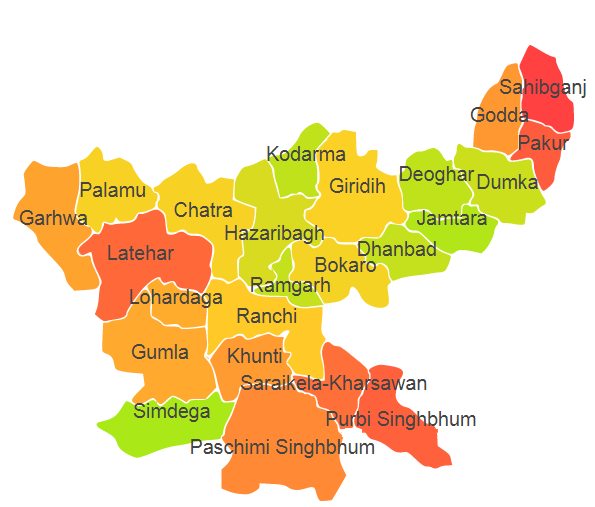 Sahibganj
Godda
Pakur
Kodarma
Deoghar
Giridih
Dumka
Palamu
Chatra
Garhwa
Jamtara
Hazaribagh
Latehar
Dhanbad
Bokaro
Ramgarh
Lohardaga
Ranchi
Gumla
Khunti
Saraikela-Kharsawan
Simdega
Purbi Singhbhum
Paschimi Singhbhum